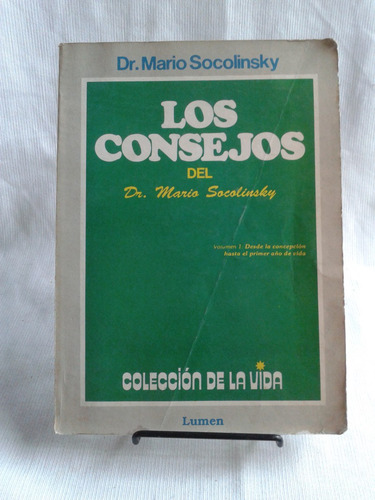 Dr. Mario Socolinsky
LOS
CONSEJOS
DEL
Dr. Mario Socolinsky
Volumen 1. Desde la concepción
hasta el primer año de vida
COLECCIÓN DE LA VIDA
Lumen